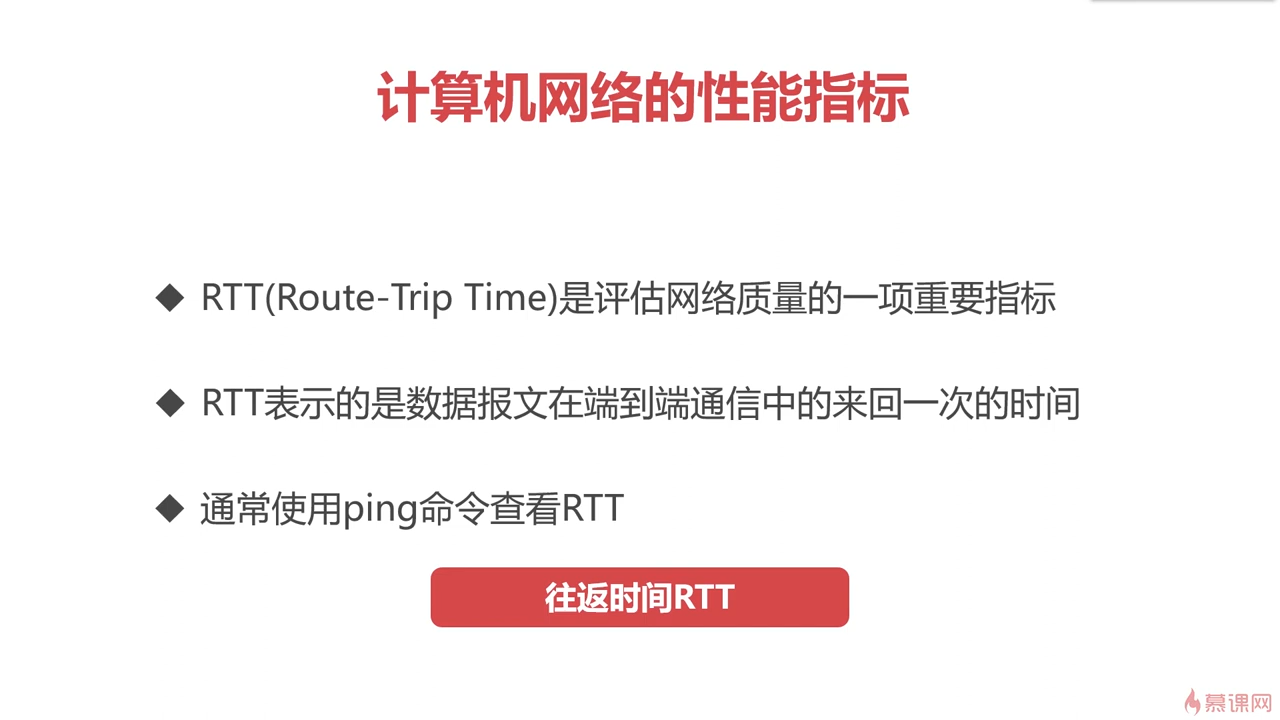 计算机网络的性能指标
◆ RTT(Route-Trip Time)是评估网络质量的一项重要指标
◆ RTT表示的是数据报文在端到端通信中的来回一次的时间
◆ 通常使用ping命令查看RTT
往返时间RTT
慕课网